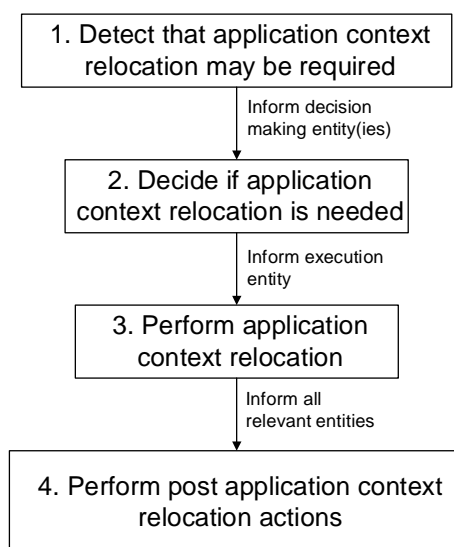 1. Detect that application context
relocation may be required
Inform decision
making entity(ies)
2. Decide if application
context relocation is needed
Inform execution
entity
3. Perform application
context relocation
Inform all
relevant entities
4. Perform post application context
relocation actions